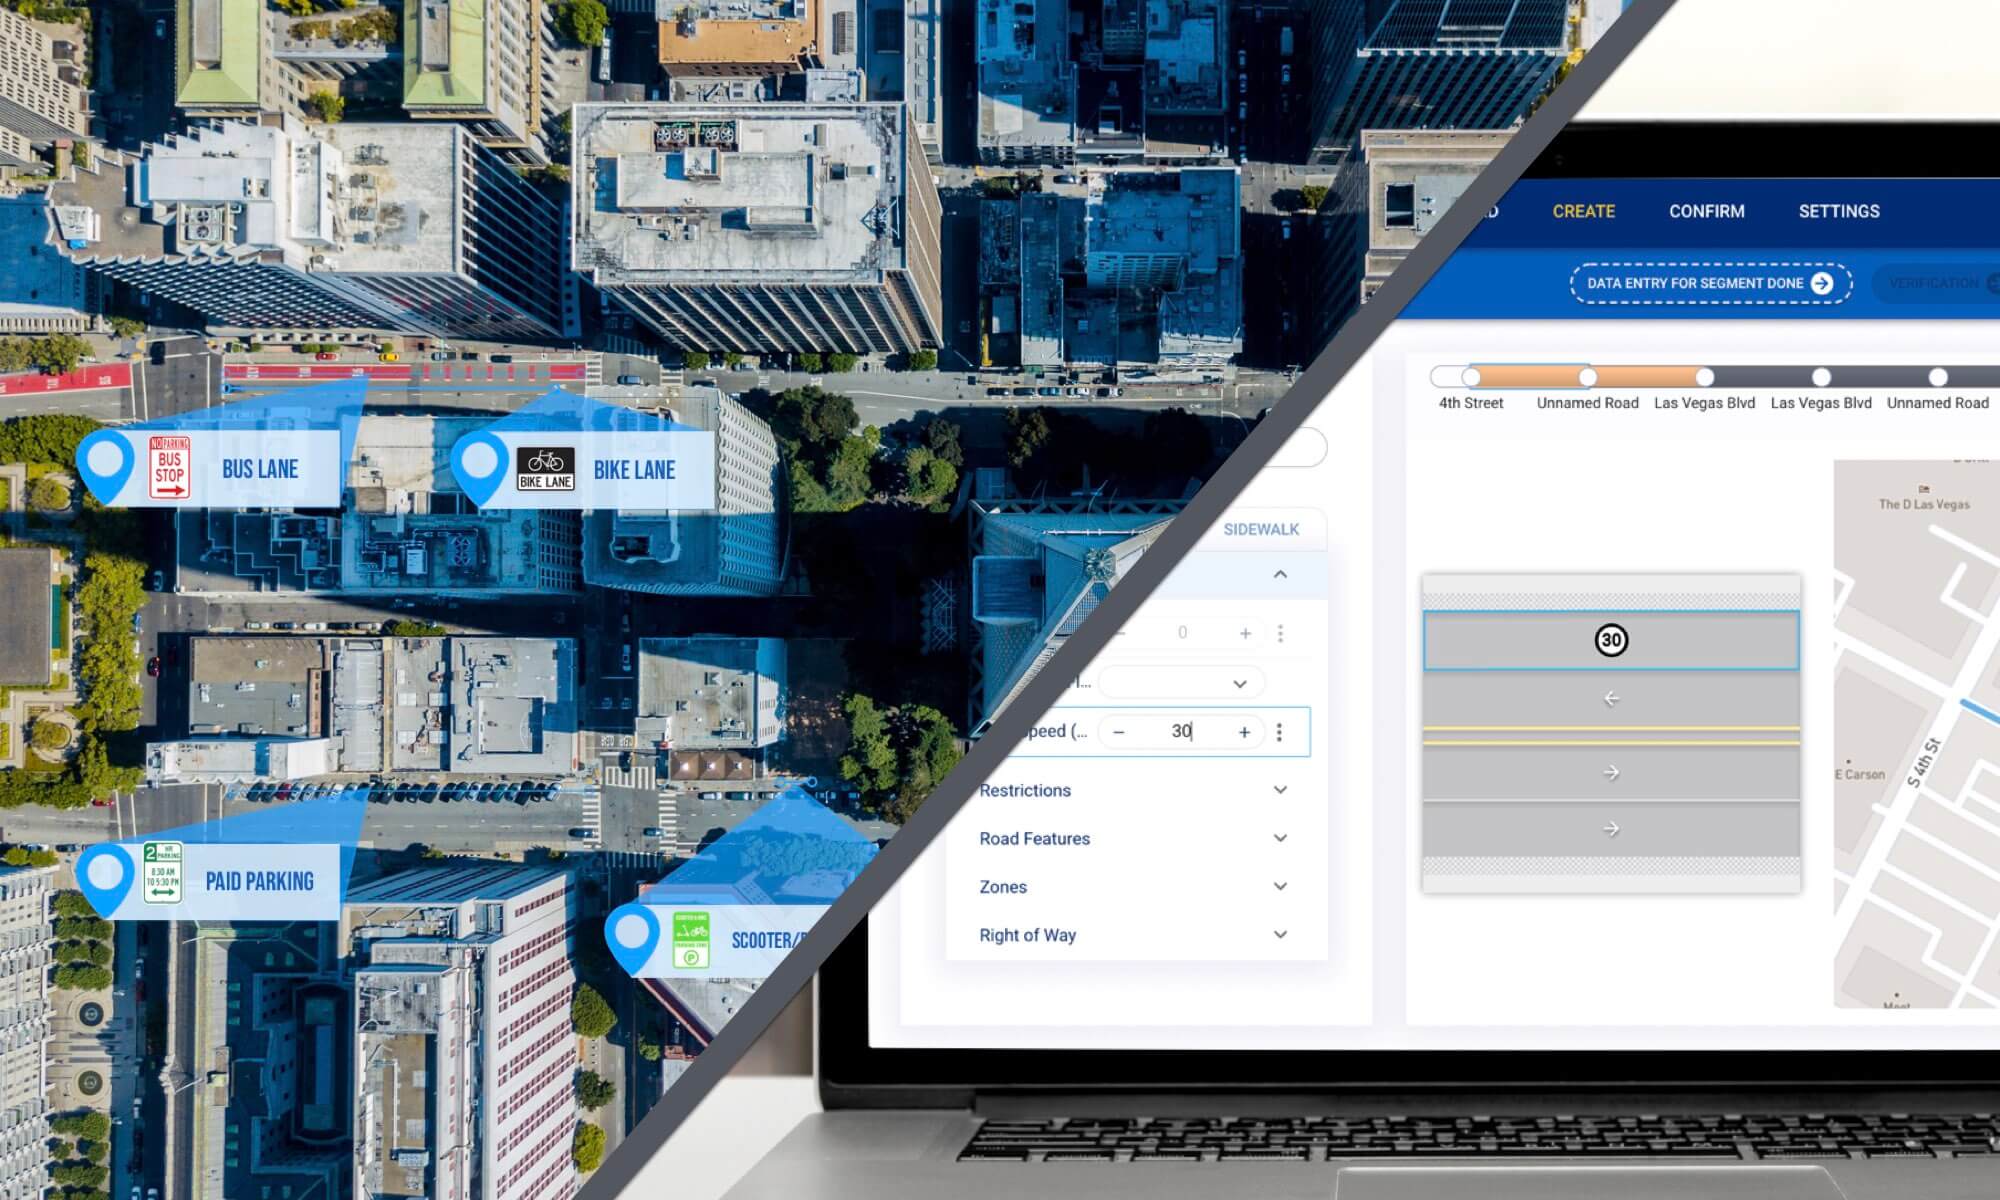 NO PARKING
BUS
STOP
BUS LANE
BIKE LANE
BIKE LANE
2 HR
PARKING
8:30 AM
TO 5:30 PM
PAID PARKING
P
SCOOTER/
CREATE
CONFIRM
SETTINGS
DATA ENTRY FOR SEGMENT DONE
VERIFICATION
4th Street
Unnamed Road
Las Vegas Blvd
Las Vegas Blvd
Unnamed Road
SIDEWALK
0
peed (...
30
Restrictions
Road Features
Zones
Right of Way
30
The D Las Vegas
E Carson
S 4th St